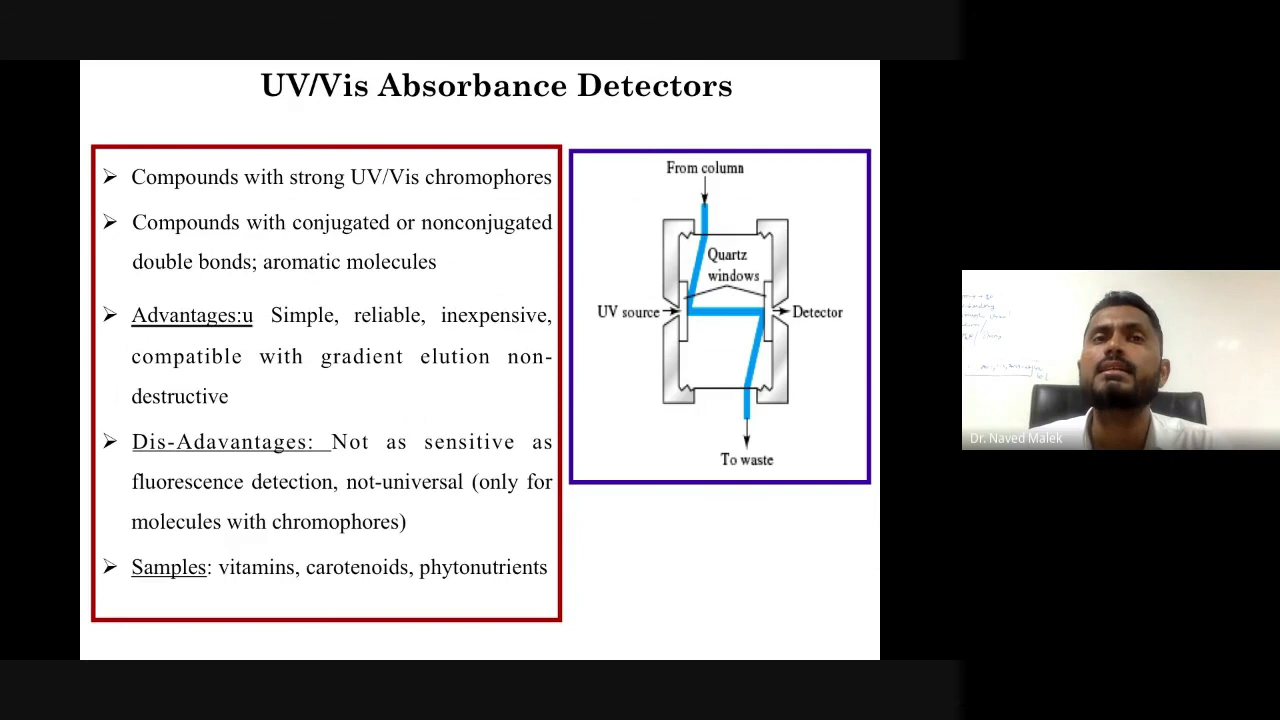 UV/Vis Absorbance Detectors
➢ Compounds with strong UV/Vis chromophores
➢ Compounds with conjugated or nonconjugated
double bonds; aromatic molecules
➢ Advantages:u Simple, reliable, inexpensive,
compatible with gradient elution non-
destructive
➢ Dis-Adavantages: Not as sensitive as
fluorescence detection, not-universal (only for
molecules with chromophores)
➢ Samples: vitamins, carotenoids, phytonutrients
From column
Quartz
windows
UV source
Detector
To waste
Dr. Naved Malek